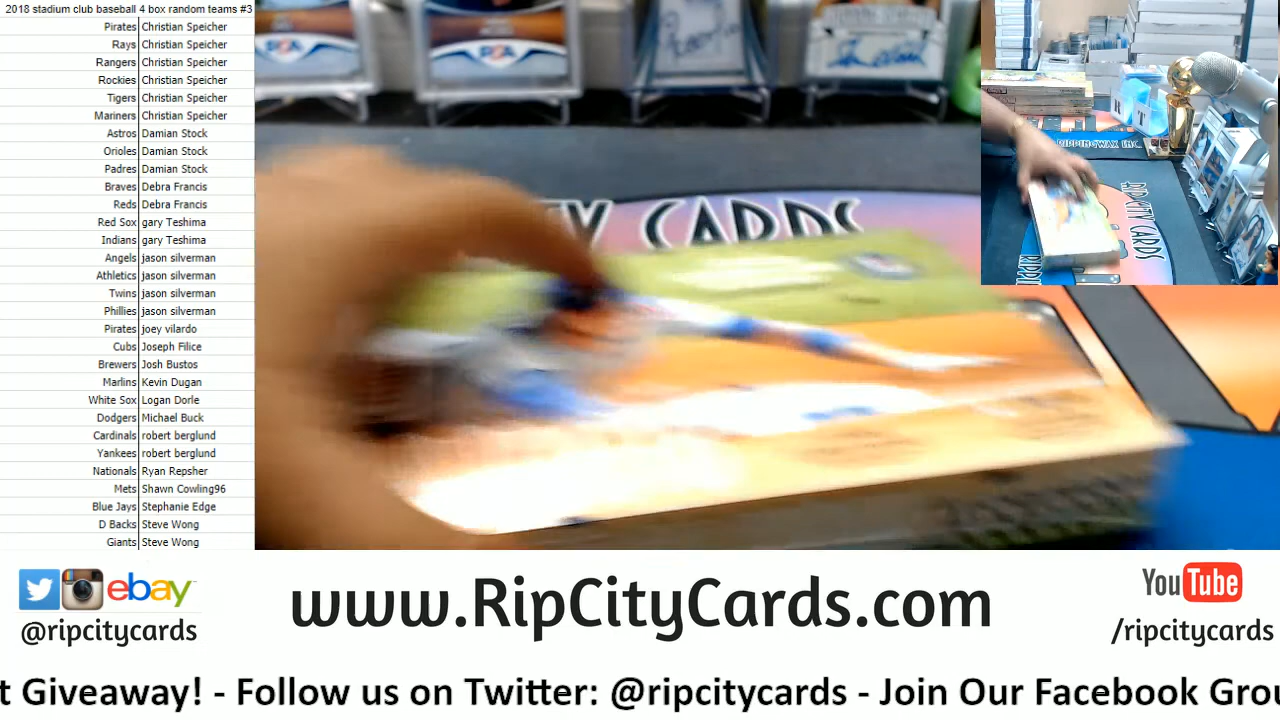 2018 stadium club baseball 4 box random teams #3
Pirates Christian Speicher
Rays Christian Speicher
Rangers Christian Speicher
Rockies Christian Speicher
Tigers Christian Speicher
Mariners Christian Speicher
Astros Damian Stock
Orioles Damian Stock
Padres Damian Stock
Braves Debra Francis
Reds Debra Francis
Red Sox gary Teshima
Indians gary Teshima
Angels jason silverman
Athletics jason silverman
Twins jason silverman
Phillies jason silverman
Pirates joey vilardo
Cubs Joseph Filice
Brewers Josh Bustos
Marlins Kevin Dugan
White Sox Logan Dorle
Dodgers Michael Buck
Cardinals robert berglund
Yankees robert berglund
Nationals Ryan Repsher
Mets Shawn Cowling96
Blue Jays Stephanie Edge
D Backs Steve Wong
Giants Steve Wong
PSA
PSA
CARDS
RIPPINGWAX INC.
RIP CITY CARDS
ebay
@ripcitycards
www.RipCityCards.com
YouTube
/ripcitycards
t Giveaway! - Follow us on Twitter: @ripcitycards - Join Our Facebook Grou